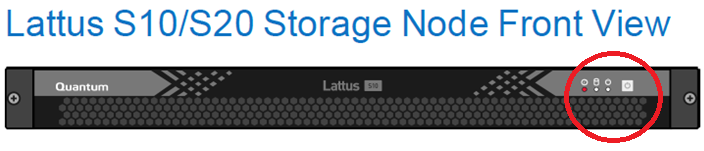 Lattus S10/S20 Storage Node Front View
Quantum Lattus S10